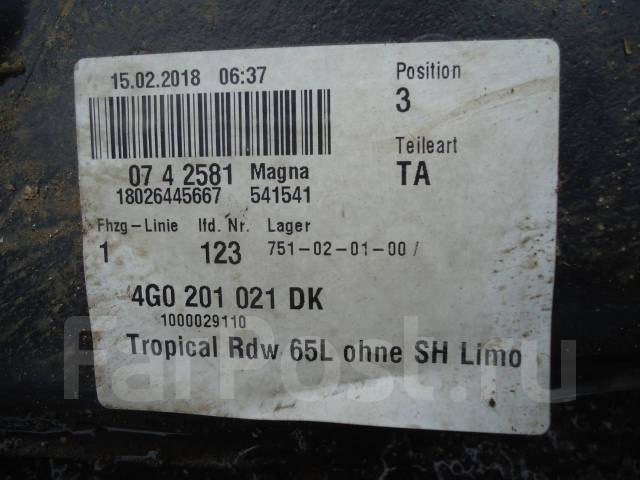 15.02.2018 06:37
Position
3
Teileart
TA
07 4 2581 Magna
18026445667 541541
Fhzg-Linie lfd. Nr. Lager
1 123 751-02-01-00 /
4G0 201 021 DK
1000029110
Tropical Rdw 65L ohne SH Limo
FarPost.ru